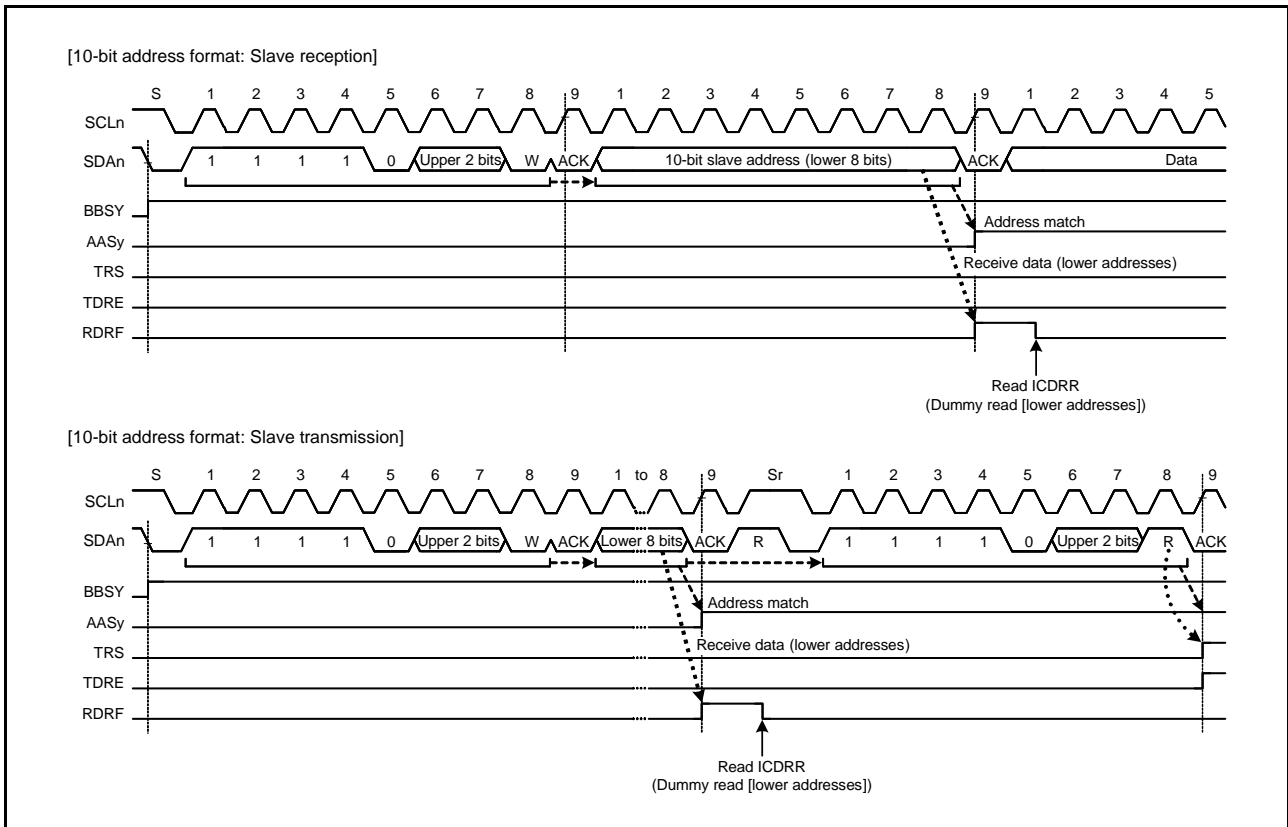 [10-bit address format: Slave reception]
S 1 2 3 4 5 6 7 8 9 1 2 3 4 5 6 7 8 9 1 2 3 4 5
SCLn
SDAn 1 1 1 1 0 Upper 2 bits W ACK 10-bit slave address (lower 8 bits) ACK Data
BBSY
Address match
AASy
Receive data (lower addresses)
TRS
TDRE
RDRF
Read ICDRR
(Dummy read [lower addresses])
[10-bit address format: Slave transmission]
S 1 2 3 4 5 6 7 8 9 1 to 8 9 Sr 1 2 3 4 5 6 7 8 9
SCLn
SDAn 1 1 1 1 0 Upper 2 bits W ACK Lower 8 bits ACK R 1 1 1 1 0 Upper 2 bits R ACK
BBSY
Address match
AASy
Receive data (lower addresses)
TRS
TDRE
RDRF
Read ICDRR
(Dummy read [lower addresses])